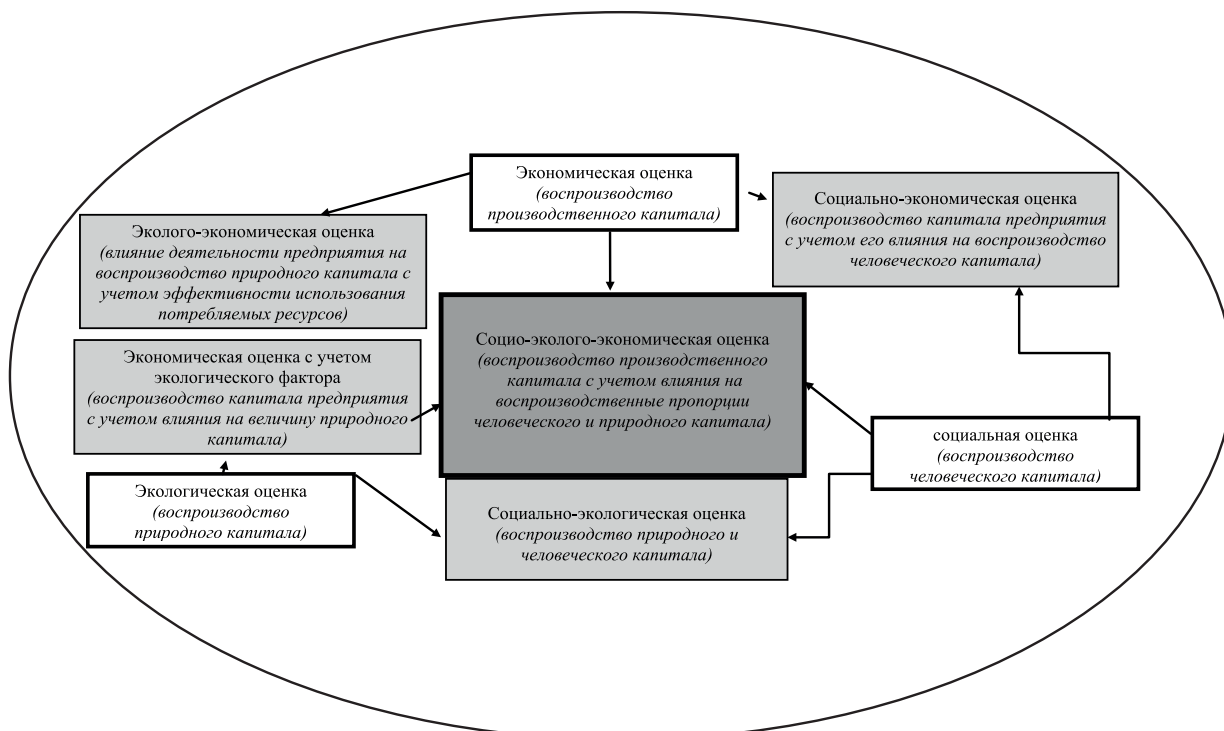 Экономическая оценка
(воспроизводство
производственного капитала)
Социально-экономическая оценка
(воспроизводство капитала предприятия
с учетом его влияния на воспроизводство
человеческого капитала)
Эколого-экономическая оценка
(влияние деятельности предприятия на
воспроизводство природного капитала с
учетом эффективности использования
потребляемых ресурсов)
Социо-эколого-экономическая оценка
(воспроизводство производственного
капитала с учетом влияния на
воспроизводственные пропорции
человеческого и природного капитала)
Экономическая оценка с учетом
экологического фактора
(воспроизводство капитала предприятия
с учетом влияния на величину природного
капитала)
социальная оценка
(воспроизводство
человеческого капитала)
Экологическая оценка
(воспроизводство
природного капитала)
Социально-экологическая оценка
(воспроизводство природного и
человеческого капитала)